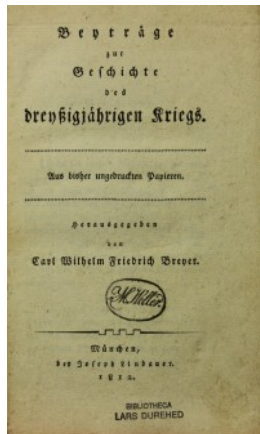 Beyträge
zur
Geschichte
des
dreyßigjährigen Kriegs.
Aus bisher ungedruckten Papieren.
Herausgegeben
von
Carl Wilhelm Friedrich Breyer.
München,
bey Joseph Lindauer.
1812.
BIBLIOTHECA
LARS DUREHED